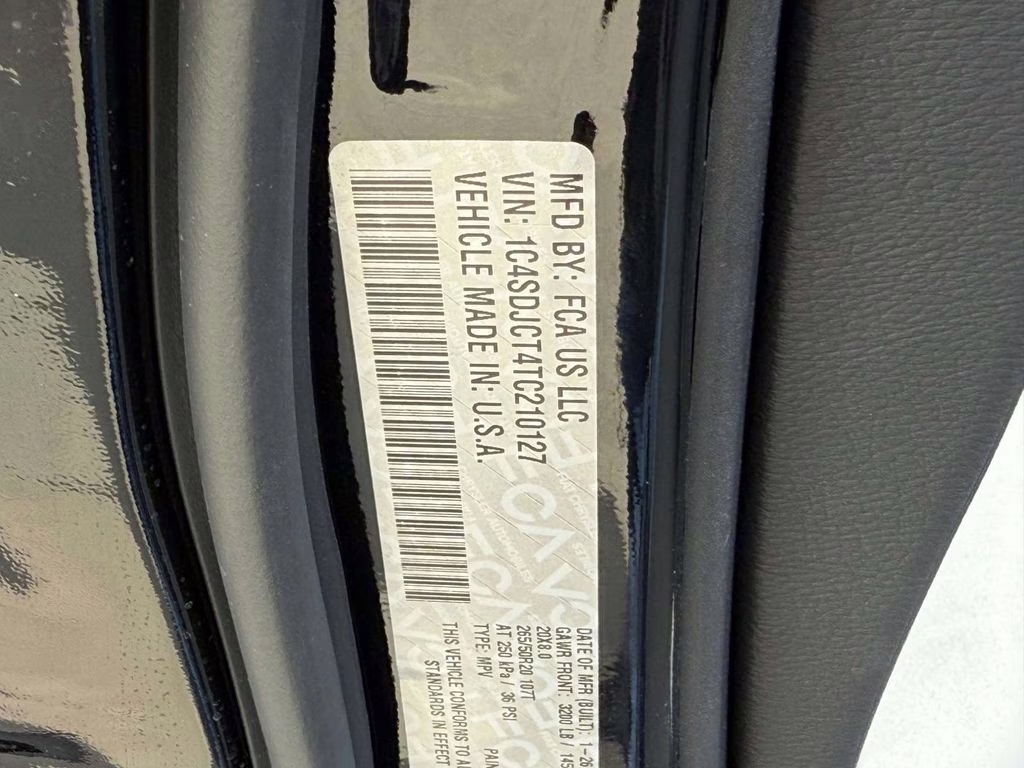 MFD BY: FCA US LLC
VIN: 1C4SDJCT4TC210127
VEHICLE MADE IN: U.S.A.
DATE OF MFR (BUILT): 1-26
GAWR FRONT: 3200 LB / 145
20X8.0
265/50R20 107T
AT 250 kPa / 36 PSI
TYPE: MPV
PAIN
THIS VEHICLE CONFORMS TO AL
STANDARDS IN EFFECT